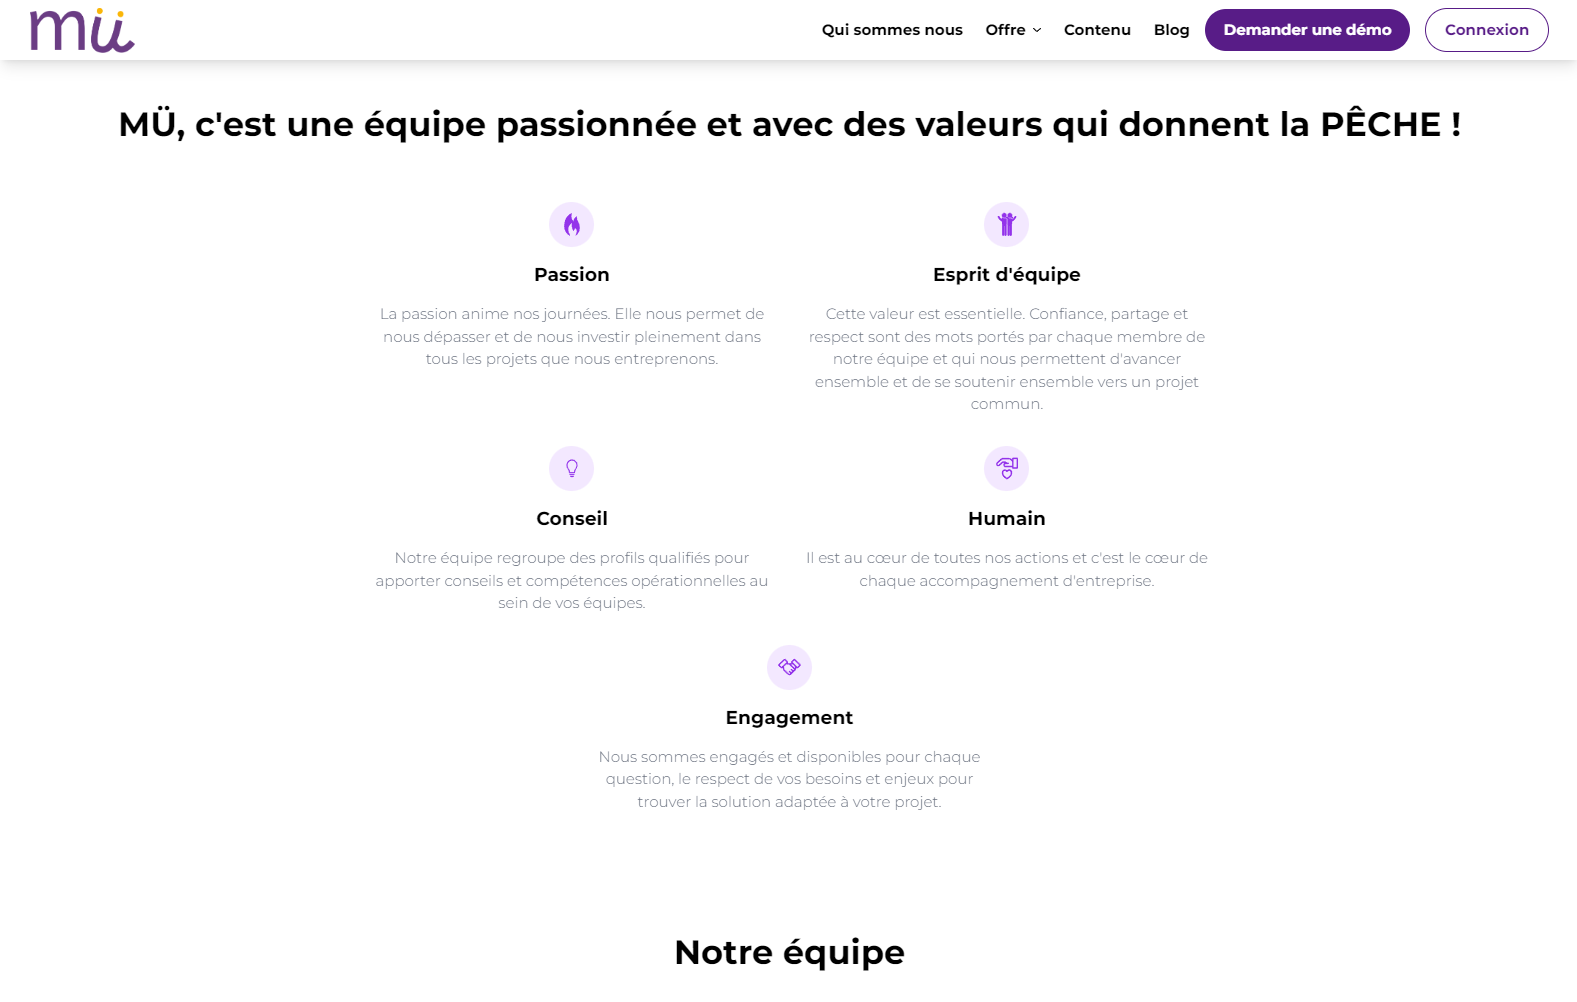 mü
Qui sommes nous
Offre
Contenu
Blog
Demander une démo
Connexion
MÜ, c'est une équipe passionnée et avec des valeurs qui donnent la PÊCHE !
Passion
La passion anime nos journées. Elle nous permet de
nous dépasser et de nous investir pleinement dans
tous les projets que nous entreprenons.
Esprit d'équipe
Cette valeur est essentielle. Confiance, partage et
respect sont des mots portés par chaque membre de
notre équipe et qui nous permettent d'avancer
ensemble et de se soutenir ensemble vers un projet
commun.
Conseil
Notre équipe regroupe des profils qualifiés pour
apporter conseils et compétences opérationnelles au
sein de vos équipes.
Humain
Il est au cœur de toutes nos actions et c'est le cœur de
chaque accompagnement d'entreprise.
Engagement
Nous sommes engagés et disponibles pour chaque
question, le respect de vos besoins et enjeux pour
trouver la solution adaptée à votre projet.
Notre équipe